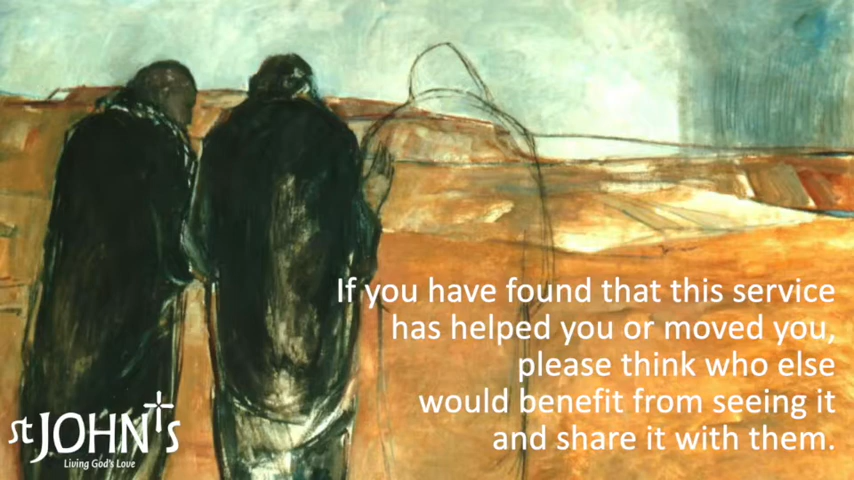 If you have found that this service
has helped you or moved you,
please think who else
would benefit from seeing it
and share it with them.
st JOHN's
Living God's Love